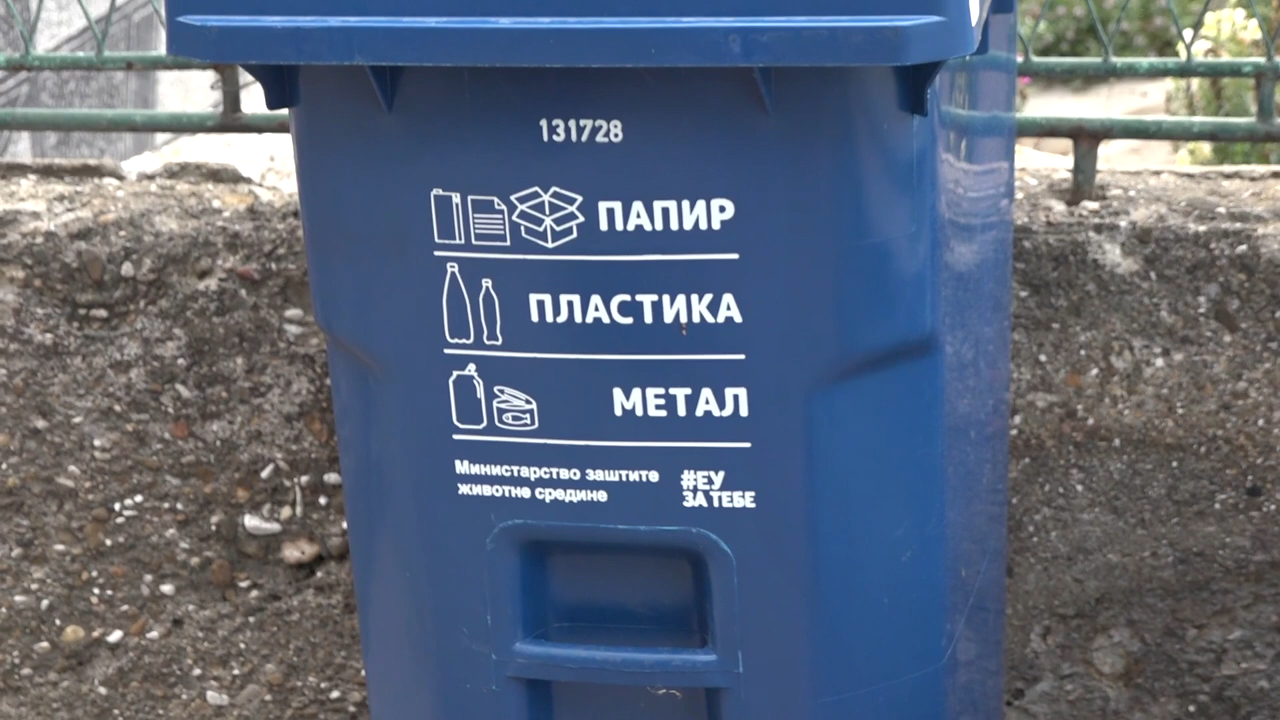 131728
ПАПИР
ПЛАСТИКА
МЕТАЛ
Министарство заштите
животне средине
#ЕУ
ЗА ТЕБЕ